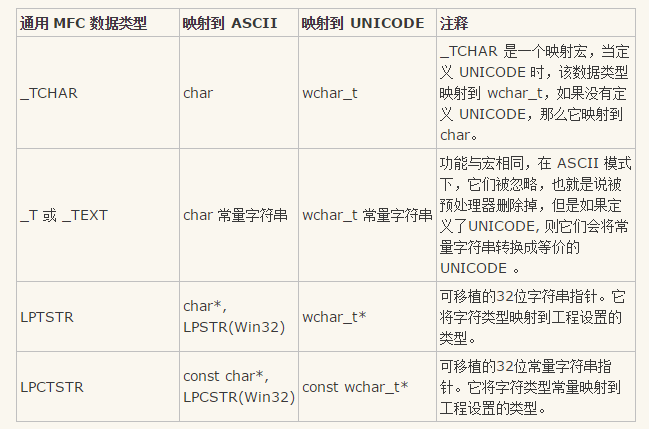 通用 MFC 数据类型 映射到 ASCII 映射到 UNICODE 注释
_TCHAR char wchar_t _TCHAR 是一个映射宏，当定
义 UNICODE 时，该数据类型
映射到 wchar_t，如果没有定
义 UNICODE，那么它映射到
char。
_T 或 _TEXT char 常量字符串 wchar_t 常量字符串 功能与宏相同，在 ASCII 模式
下，它们被忽略，也就是说被
预处理器删除掉，但是如果定
义了UNICODE, 则它们会将常
量字符串转换成等价的
UNICODE 。
LPTSTR char*,
LPSTR(Win32) wchar_t* 可移植的32位字符串指针。它
将字符类型映射到工程设置的
类型。
LPCTSTR const char*,
LPCSTR(Win32) const wchar_t* 可移植的32位常量字符串指
针。它将字符类型常量映射到
工程设置的类型。